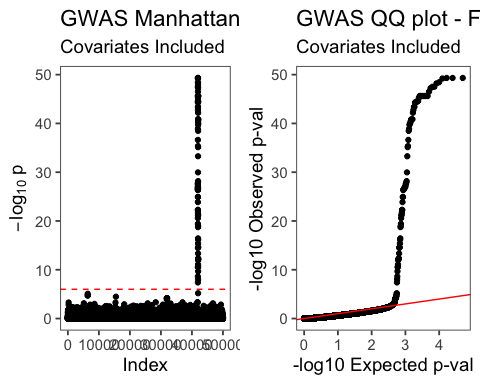 GWAS Manhattan
Covariates Included
50
40
30
20
10
0
−log10 p
0
Index
GWAS QQ plot - F
Covariates Included
50
40
30
20
10
0
-log10 Observed p-val
0 1 2 3 4
-log10 Expected p-val